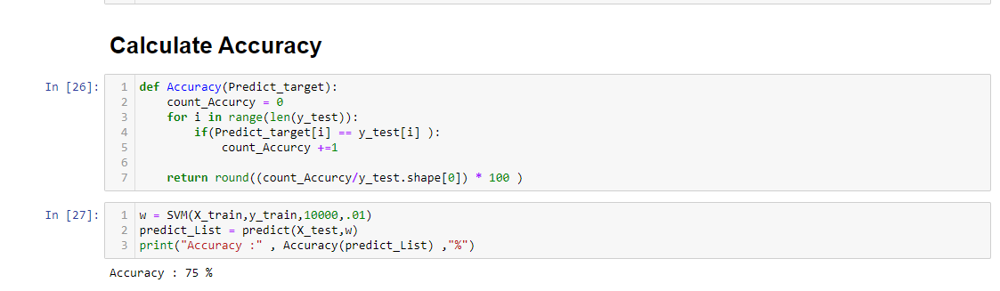 Calculate Accuracy
In [26]:
1 def Accuracy(Predict_target):
2     count_Accurcy = 0
3     for i in range(len(y_test)):
4         if(Predict_target[i] == y_test[i] ):
5             count_Accurcy +=1
6
7     return round((count_Accurcy/y_test.shape[0]) * 100 )
In [27]:
1 w = SVM(X_train,y_train,10000,.01)
2 predict_List = predict(X_test,w)
3 print("Accuracy :" , Accuracy(predict_List) ,"%")
Accuracy : 75 %